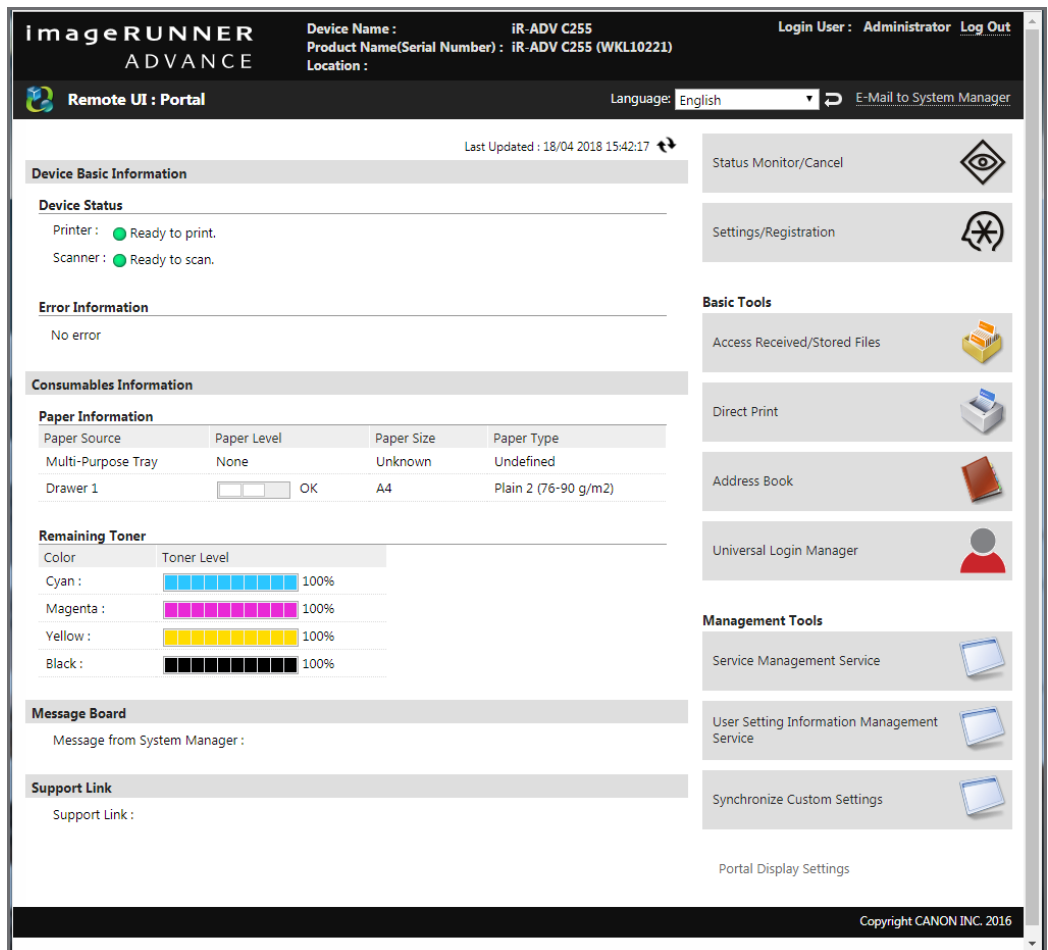 imageRUNNER
ADVANCE
Device Name : iR-ADV C255
Product Name(Serial Number) : iR-ADV C255 (WKL10221)
Location :
Login User : Administrator Log Out
Remote UI : Portal
Language: English
E-Mail to System Manager
Last Updated : 18/04 2018 15:42:17
Device Basic Information
Device Status
Printer : Ready to print.
Scanner : Ready to scan.
Error Information
No error
Consumables Information
Paper Information
Paper Source Paper Level Paper Size Paper Type
Multi-Purpose Tray None Unknown Undefined
Drawer 1 OK A4 Plain 2 (76-90 g/m2)
Remaining Toner
Color Toner Level
Cyan : 100%
Magenta : 100%
Yellow : 100%
Black : 100%
Message Board
Message from System Manager :
Support Link
Support Link :
Status Monitor/Cancel
Settings/Registration
Basic Tools
Access Received/Stored Files
Direct Print
Address Book
Universal Login Manager
Management Tools
Service Management Service
User Setting Information Management
Service
Synchronize Custom Settings
Portal Display Settings
Copyright CANON INC. 2016